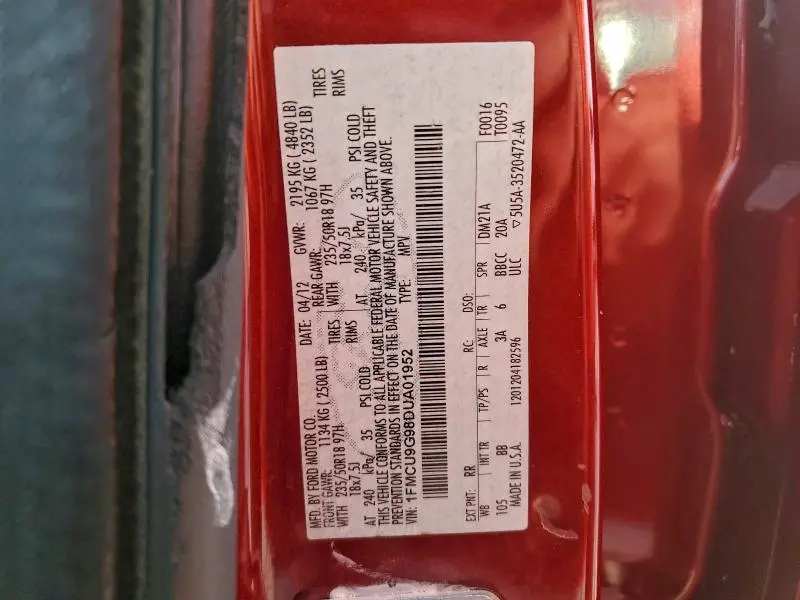 MFD. BY FORD MOTOR CO. DATE: 04/12 GVWR: 2195 KG ( 4840 LB)
FRONT GAWR: 1134 KG ( 2500 LB) REAR GAWR: 1067 KG ( 2352 LB)
WITH 235/50R18 97H TIRES WITH 235/50R18 97H TIRES
18x7.5J RIMS 18x7.5J RIMS
AT 240 kPa/ 35 PSI COLD AT 240 kPa/ 35 PSI COLD
THIS VEHICLE CONFORMS TO ALL APPLICABLE FEDERAL MOTOR VEHICLE SAFETY AND THEFT
PREVENTION STANDARDS IN EFFECT ON THE DATE OF MANUFACTURE SHOWN ABOVE.
VIN: 1FMCU9G98DUA01952 TYPE: MPV
F0016
T0095
EXT PNT: RR RC: DSO:
WB INT TR TP/PS R AXLE TR SPR DM21A
105 BB 3A 6 BBCC 20A
MADE IN U.S.A. 1201204182596 ULC ▽5U5A-3520472-AA